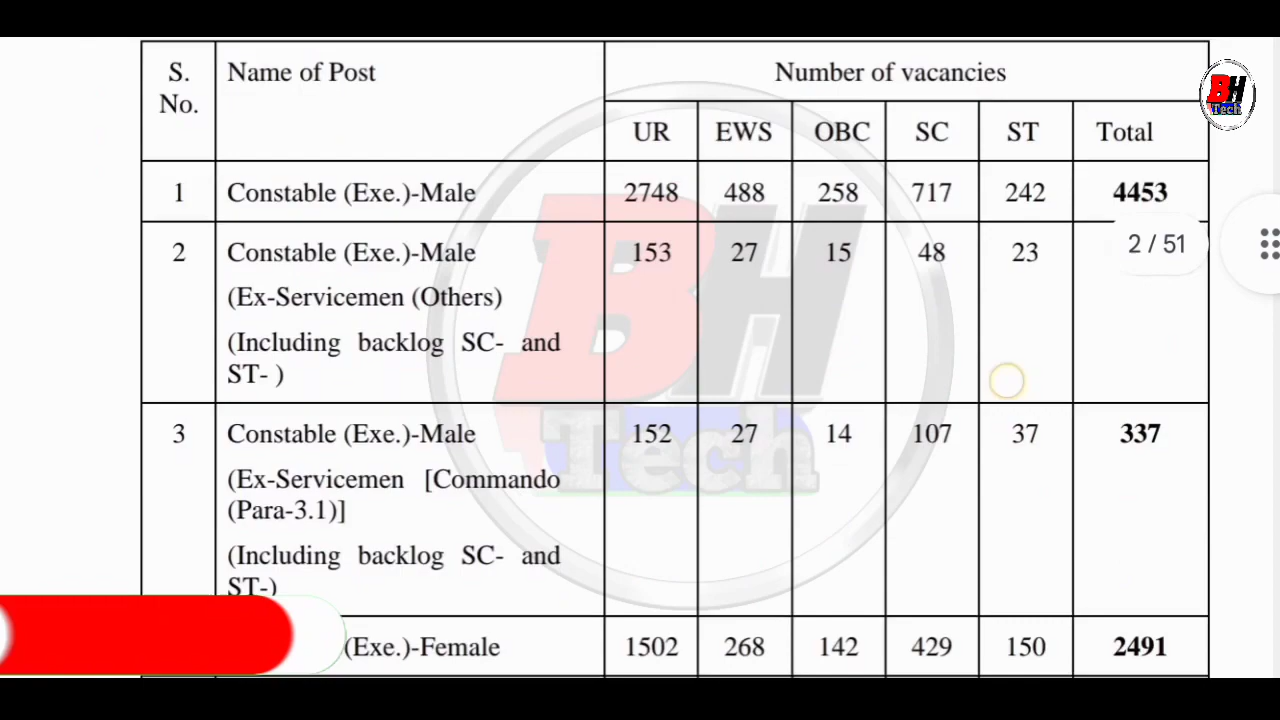 S. No.
Name of Post
Number of vacancies
UR EWS OBC SC ST Total
1 Constable (Exe.)-Male 2748 488 258 717 242 4453
2 Constable (Exe.)-Male 153 27 15 48 23
(Ex-Servicemen (Others)
(Including backlog SC- and
ST- )
3 Constable (Exe.)-Male 152 27 14 107 37 337
(Ex-Servicemen [Commando
(Para-3.1)]
(Including backlog SC- and
ST-)
(Exe.)-Female 1502 268 142 429 150 2491
2 / 51
BH
Tech
BH
Tech